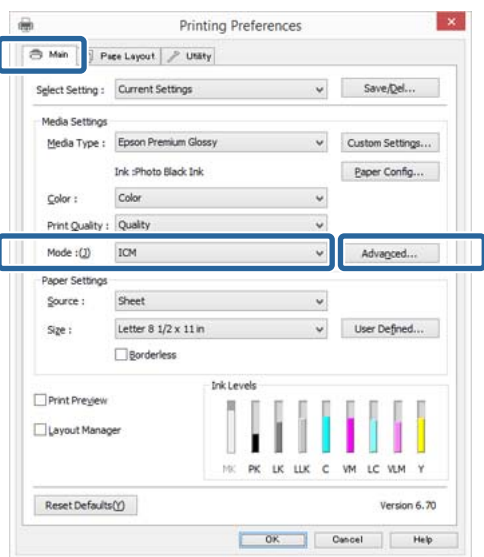 Printing Preferences
Main Page Layout Utility
Select Setting : Current Settings Save/Del...
Media Settings
Media Type : Epson Premium Glossy Custom Settings...
Ink :Photo Black Ink Paper Config...
Color : Color
Print Quality : Quality
Mode :(J) ICM Advanced...
Paper Settings
Source : Sheet
Size : Letter 8 1/2 x 11 in User Defined...
Borderless
Ink Levels
Print Preview
Layout Manager
MK PK LK LLK C VM LC VLM Y
Reset Defaults(Y) Version 6.70
OK Cancel Help